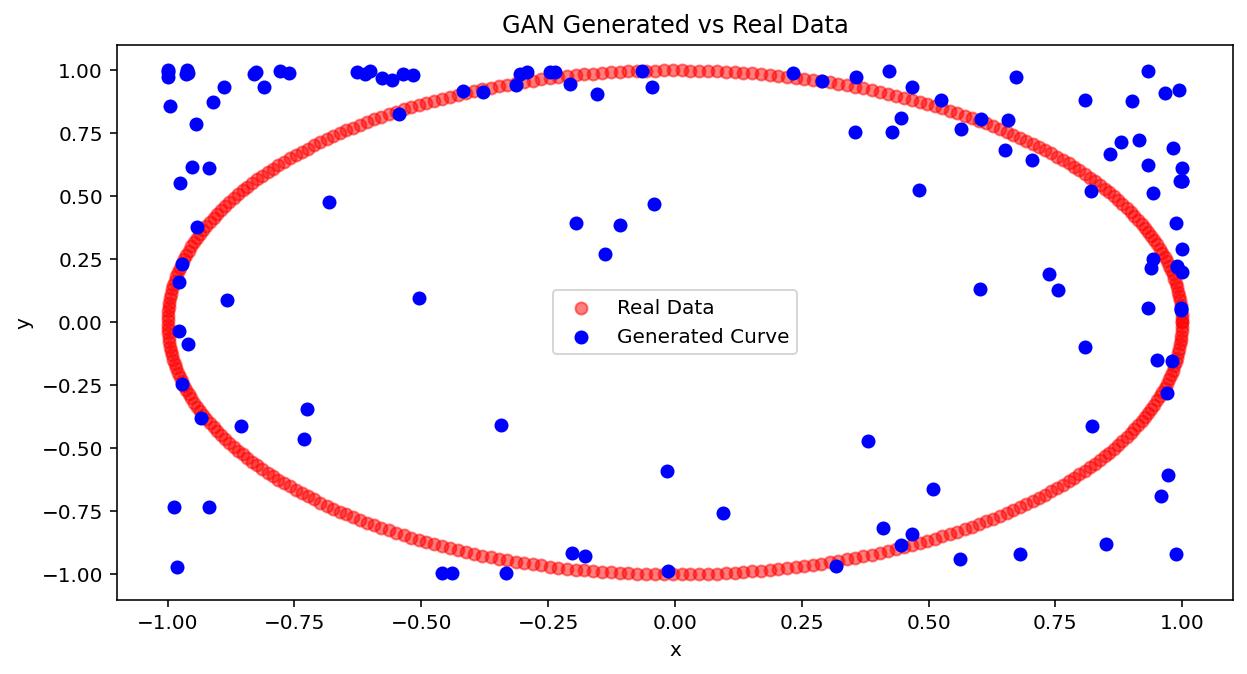 GAN Generated vs Real Data
1.00
0.75
0.50
0.25
0.00
−0.25
−0.50
−0.75
−1.00
y
Real Data
Generated Curve
−1.00 −0.75 −0.50 −0.25 0.00 0.25 0.50 0.75 1.00
x